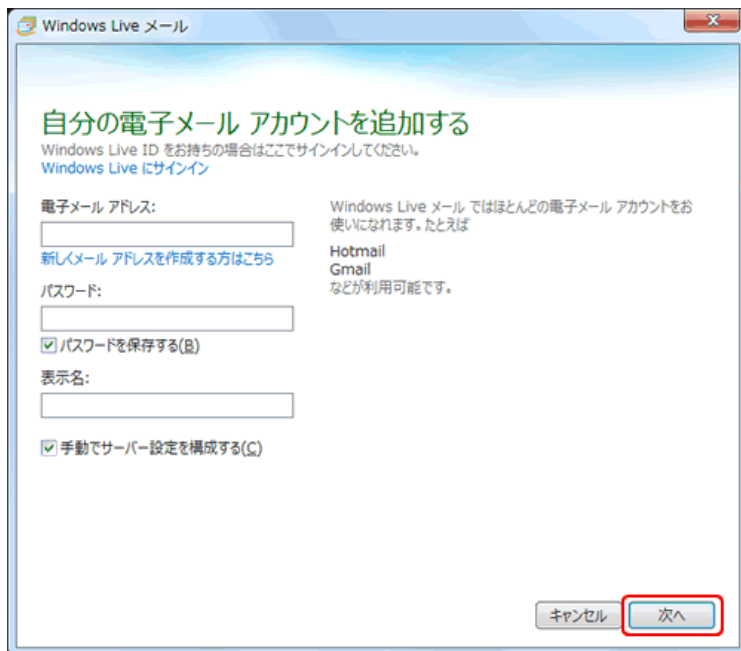 Windows Live メール
自分の電子メール アカウントを追加する
Windows Live ID をお持ちの場合はここでサインインしてください。
Windows Live にサインイン
電子メール アドレス:
新しくメール アドレスを作成する方はこちら
パスワード:
パスワードを保存する(B)
表示名:
手動でサーバー設定を構成する(C)
Windows Live メール ではほとんどの電子メール アカウントをお
使いになれます。たとえば
Hotmail
Gmail
などが利用可能です。
キャンセル
次へ